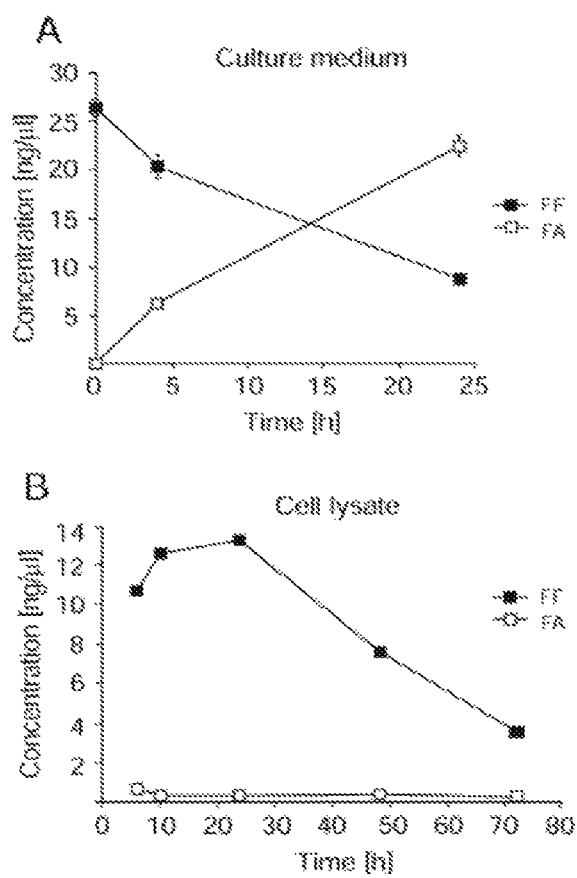 A
Culture medium
Concentration [ng/µl]
30
25
20
15
10
5
0 5 10 15 20 25
Time [h]
FF
FA
B
Cell lysate
Concentration [ng/µl]
14
12
10
8
6
4
2
0 10 20 30 40 50 60 70 80
Time [h]
FF
FA